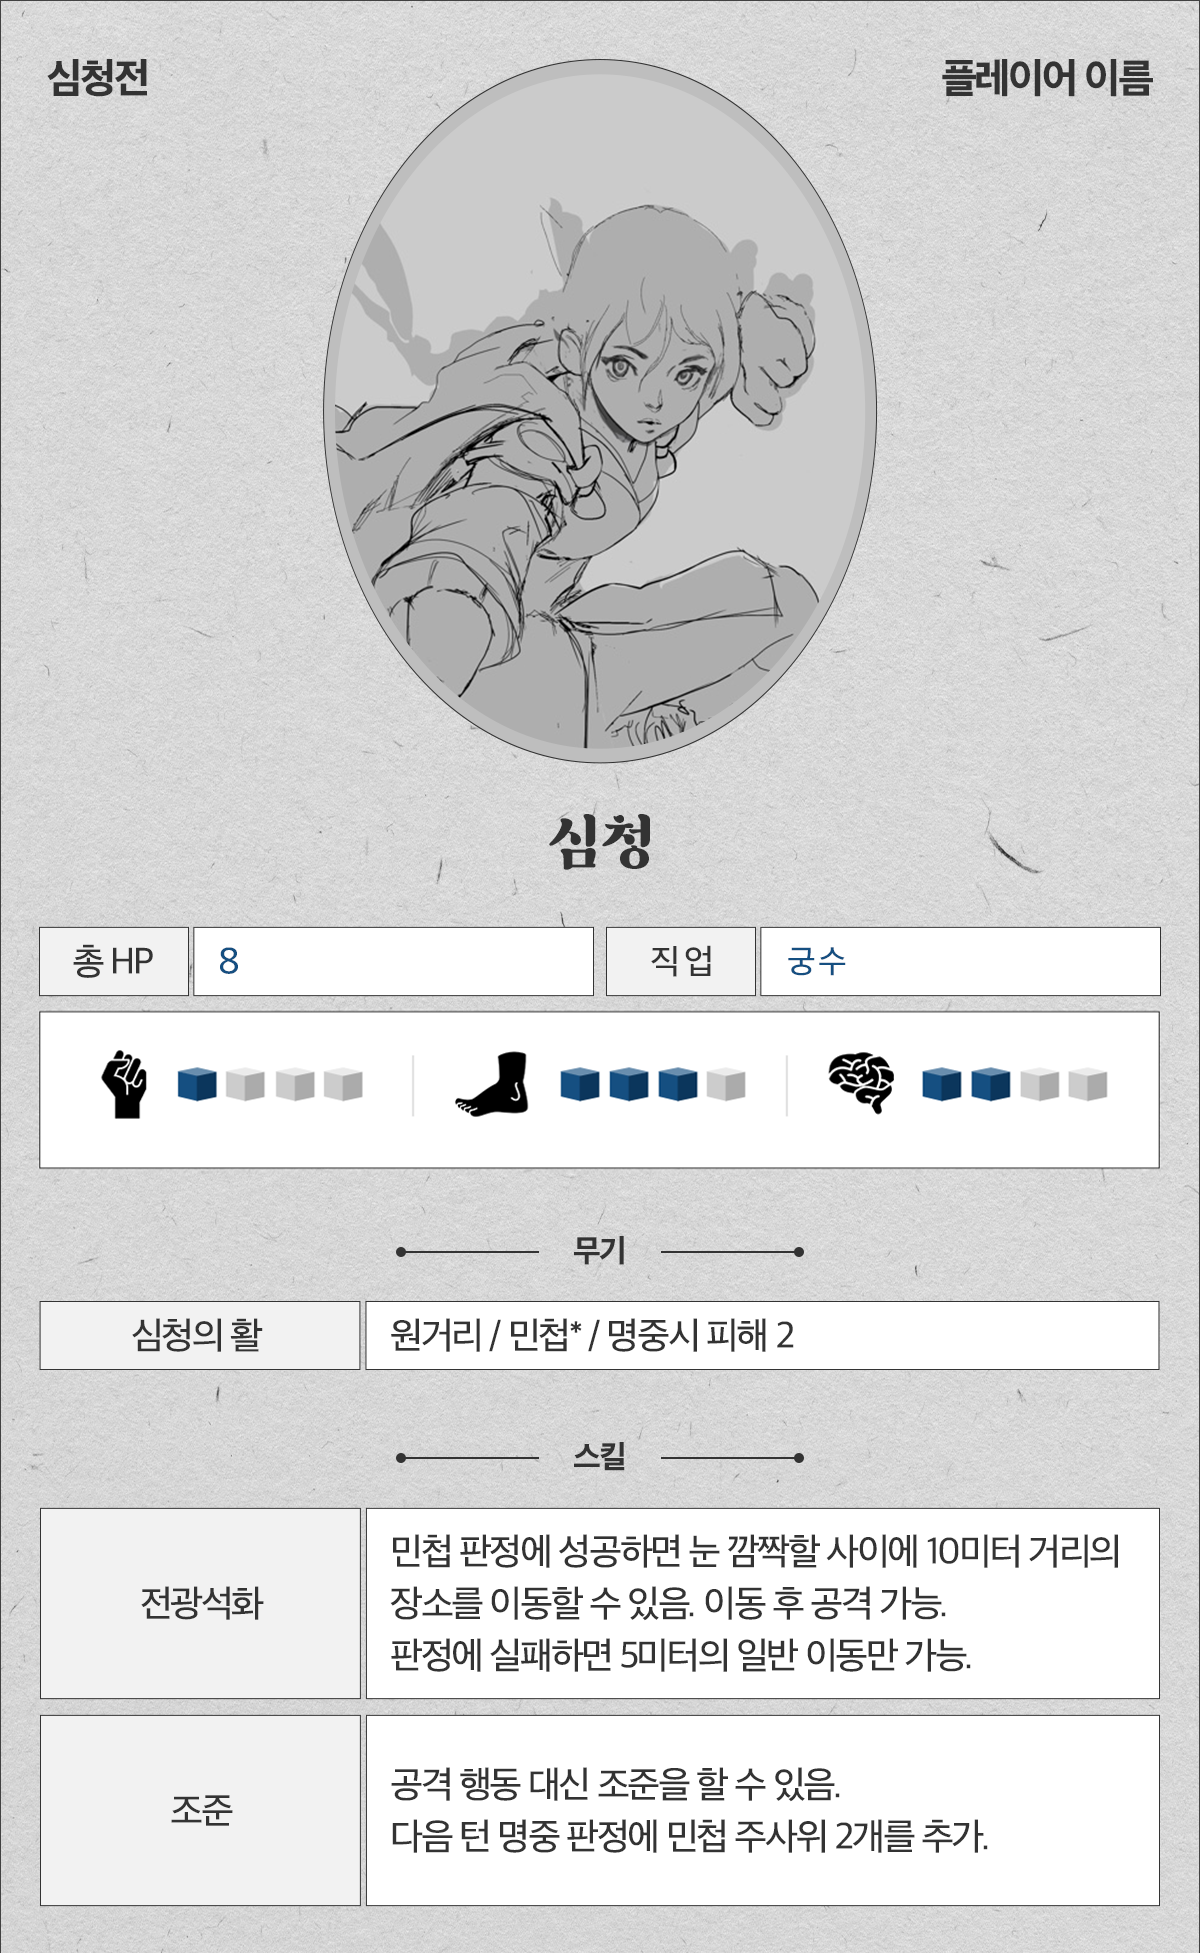 심청전
플레이어 이름
심청
총 HP
8
직업
궁수
무기
심청의 활
원거리 / 민첩* / 명중시 피해 2
스킬
전광석화
민첩 판정에 성공하면 눈 깜짝할 사이에 10미터 거리의
장소를 이동할 수 있음. 이동 후 공격 가능.
판정에 실패하면 5미터의 일반 이동만 가능.
조준
공격 행동 대신 조준을 할 수 있음.
다음 턴 명중 판정에 민첩 주사위 2개를 추가.